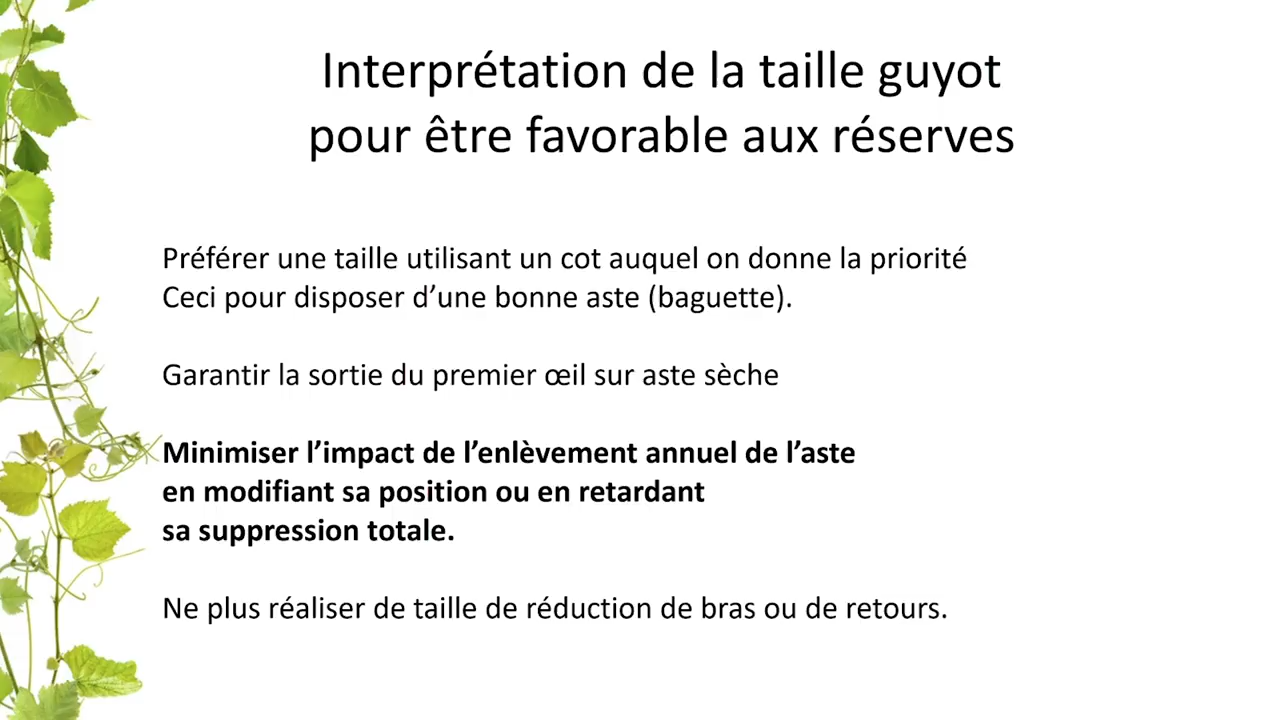 Interprétation de la taille guyot
pour être favorable aux réserves
Préférer une taille utilisant un cot auquel on donne la priorité
Ceci pour disposer d’une bonne aste (baguette).
Garantir la sortie du premier œil sur aste sèche
Minimiser l’impact de l’enlèvement annuel de l’aste
en modifiant sa position ou en retardant
sa suppression totale.
Ne plus réaliser de taille de réduction de bras ou de retours.